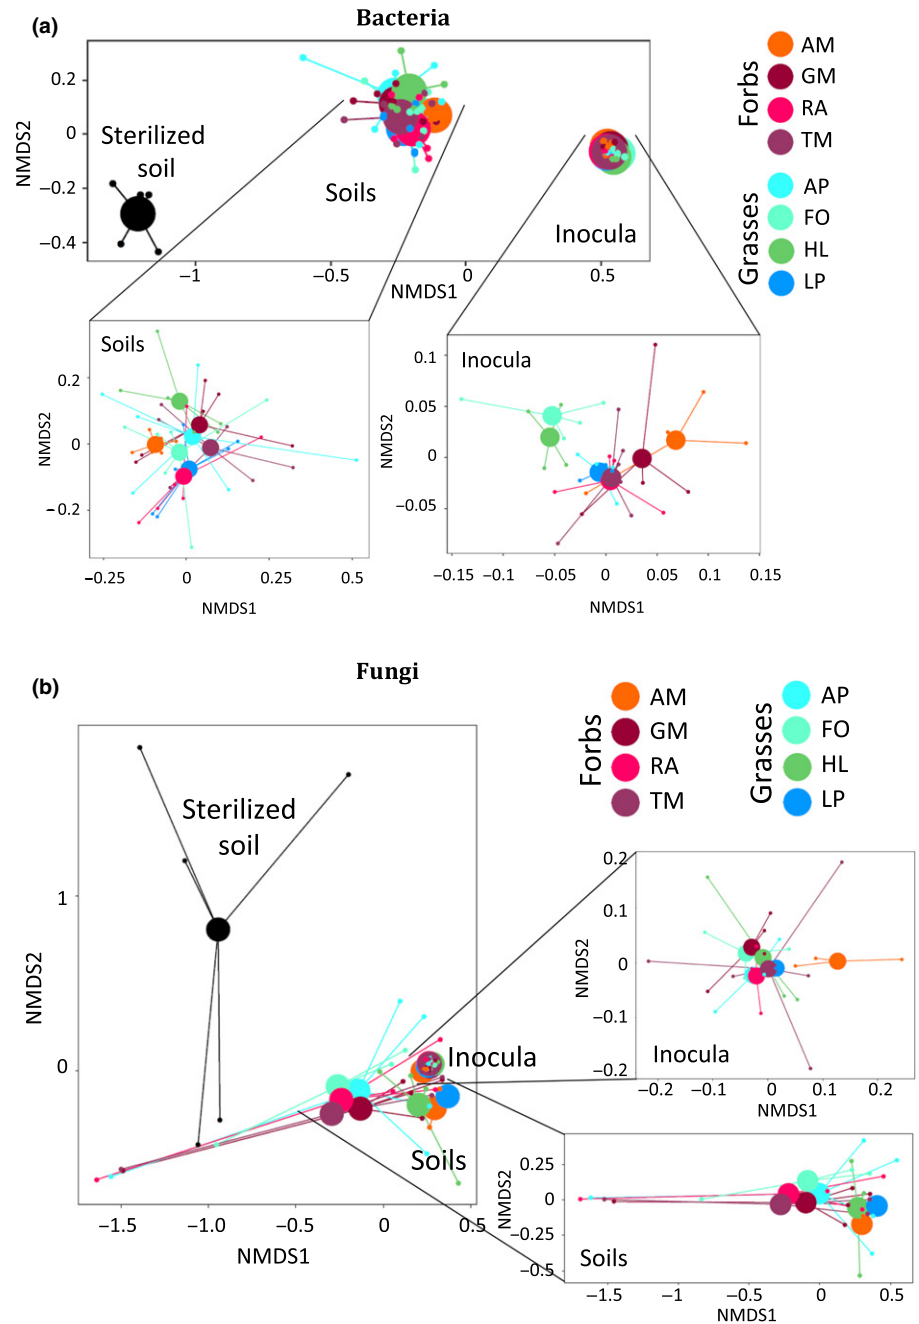 Bacteria
(a)
Forbs
AM
GM
RA
TM
Grasses
AP
FO
HL
LP
NMDS2
0.2
0
−0.2
−0.4
Sterilized
soil
Soils
Inocula
−1
−0.5
0
0.5
NMDS1
Soils
NMDS2
0.2
0
−0.2
−0.25
0
0.25
0.5
NMDS1
Inocula
NMDS2
0.1
0.05
0
−0.05
−0.15
−0.1
−0.05
0
0.05
0.1
0.15
NMDS1
Fungi
(b)
Forbs
AM
GM
RA
TM
Grasses
AP
FO
HL
LP
NMDS2
1
0
Sterilized
soil
Inocula
Soils
−1.5
−1.0
−0.5
0
0.5
NMDS1
NMDS2
0.2
0.1
0
−0.1
−0.2
Inocula
−0.2
−0.1
0
0.1
0.2
NMDS1
NMDS2
0.25
0
−0.25
−0.5
Soils
−1.5
−1
−0.5
0
0.5
NMDS1